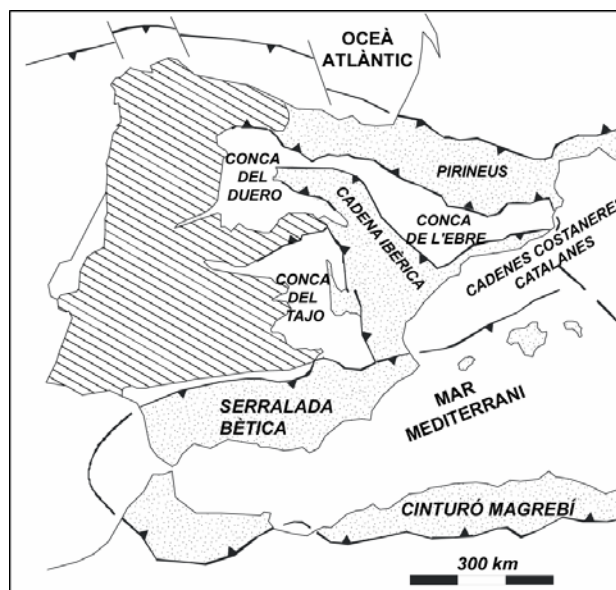 OCEÀ
ATLÀNTIC
CONCA
DEL
DUERO
PIRINEUS
CADENA IBÈRICA
CONCA
DE L'EBRE
CADENES COSTANERES
CATALANES
CONCA
DEL
TAJO
MAR
MEDITERRANI
SERRALADA
BÈTICA
CINTURÓ MAGREBÍ
300 km